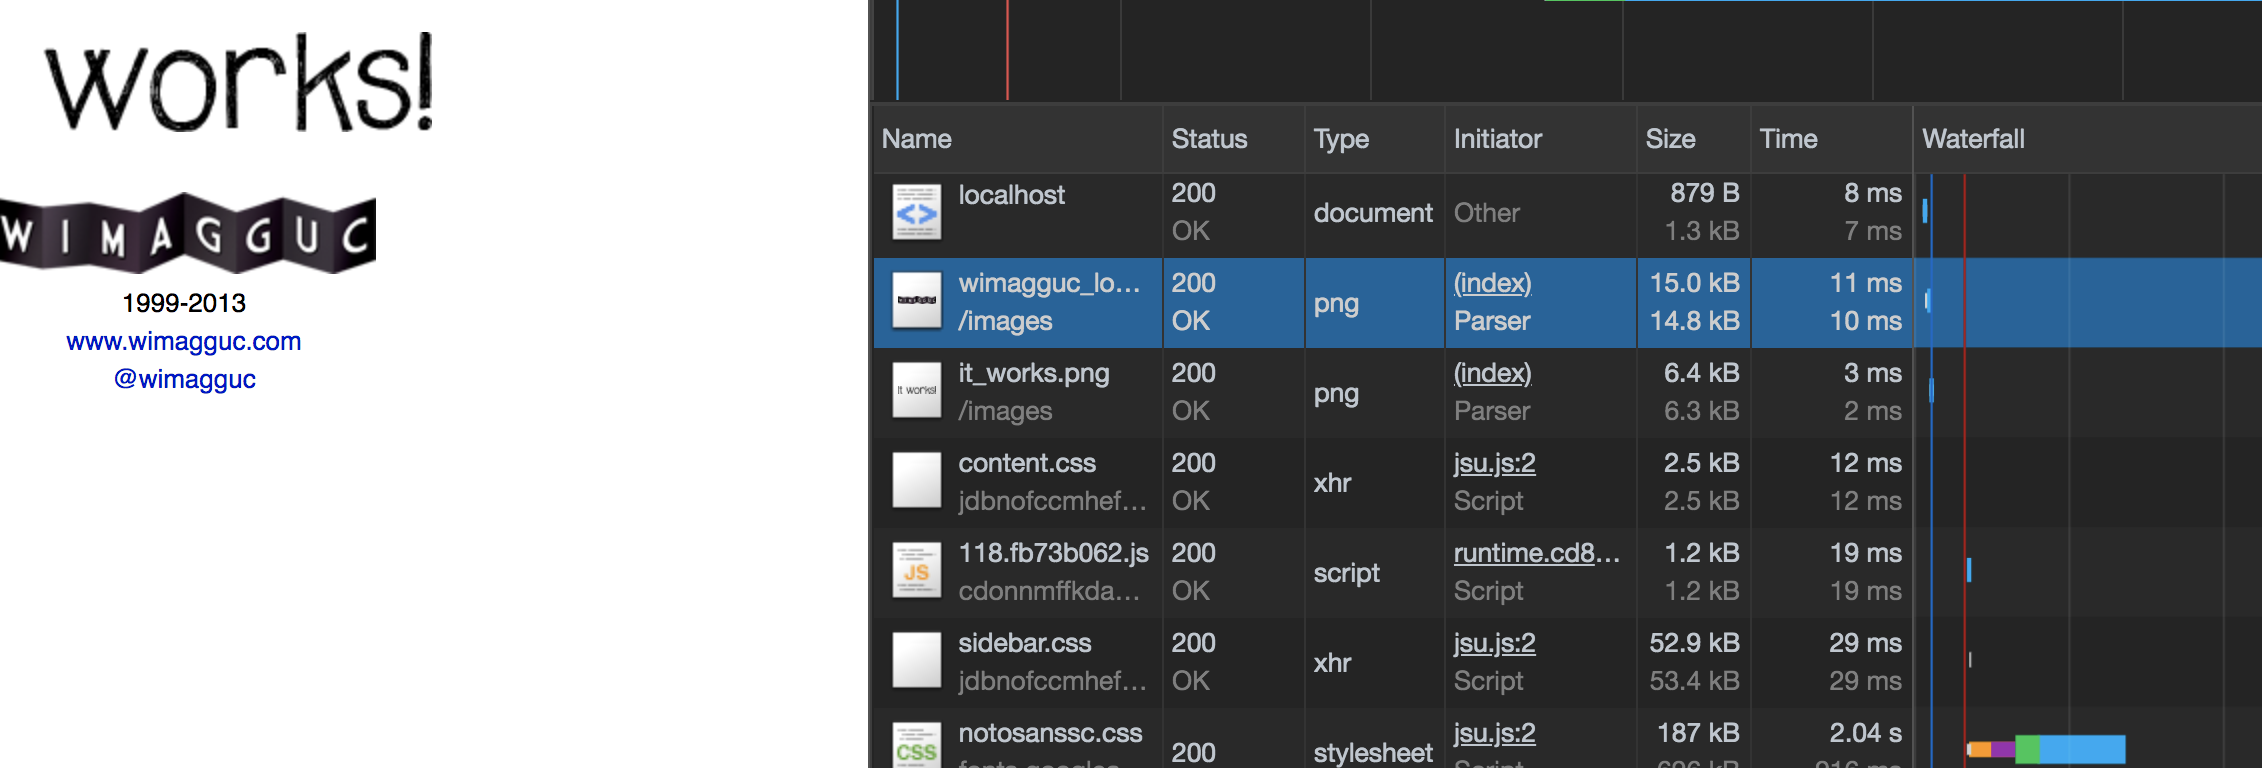 works!
WIMAGGUC
1999-2013
www.wimagguc.com
@wimagguc
Name Status Type Initiator Size Time Waterfall
localhost 200 OK document Other 879 B 1.3 kB 8 ms 7 ms
wimagguc_lo... /images 200 OK png (index) Parser 15.0 kB 14.8 kB 11 ms 10 ms
It works!
it_works.png /images 200 OK png (index) Parser 6.4 kB 6.3 kB 3 ms 2 ms
content.css jdbnofccmhef... 200 OK xhr jsu.js:2 Script 2.5 kB 2.5 kB 12 ms 12 ms
JS
118.fb73b062.js cdonnmffkda... 200 OK script runtime.cd8... Script 1.2 kB 1.2 kB 19 ms 19 ms
sidebar.css jdbnofccmhef... 200 OK xhr jsu.js:2 Script 52.9 kB 53.4 kB 29 ms 29 ms
CSS
notosanssc.css 200 stylesheet jsu.js:2 187 kB 2.04 s